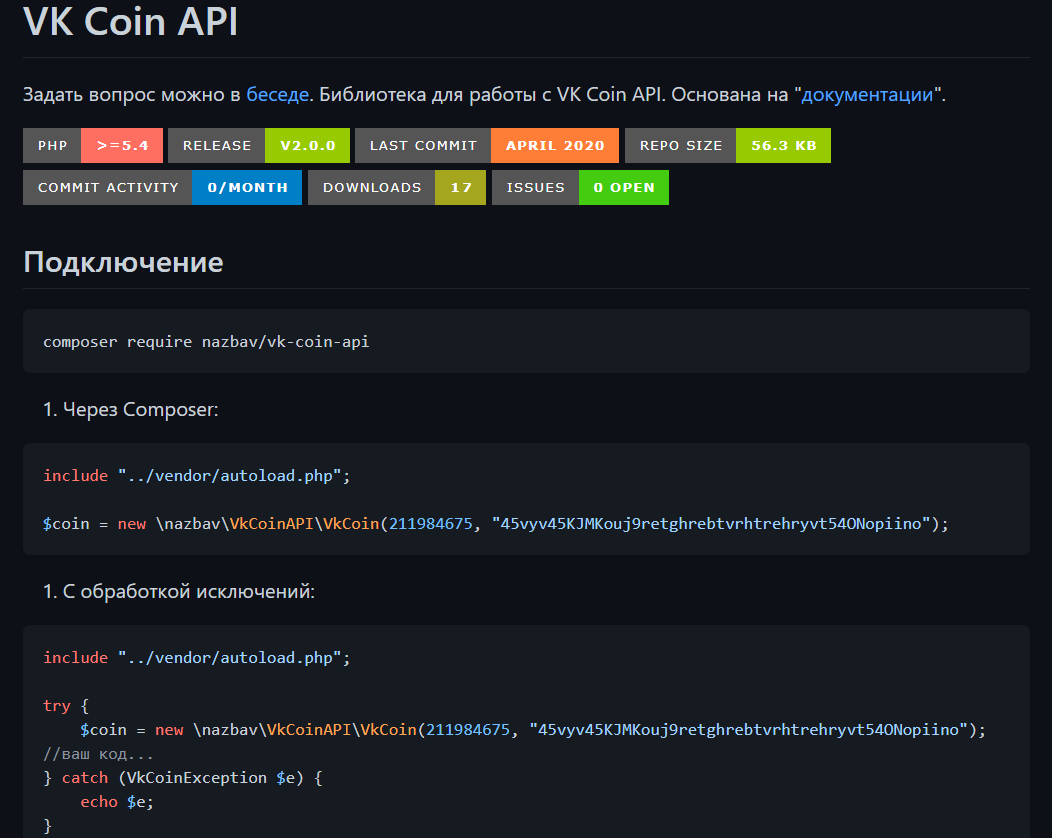 VK Coin API
Задать вопрос можно в беседе. Библиотека для работы с VK Coin API. Основана на "документации".
PHP >=5.4 RELEASE V2.0.0 LAST COMMIT APRIL 2020 REPO SIZE 56.3 KB
COMMIT ACTIVITY 0/MONTH DOWNLOADS 17 ISSUES 0 OPEN
Подключение
composer require nazbav/vk-coin-api
1. Через Composer:
include "../vendor/autoload.php";
$coin = new \nazbav\VkCoinAPI\VkCoin(211984675, "45vyv45KJMKouj9retghrebtvrhtrehryvt54ONopiino");
1. С обработкой исключений:
include "../vendor/autoload.php";
try {
$coin = new \nazbav\VkCoinAPI\VkCoin(211984675, "45vyv45KJMKouj9retghrebtvrhtrehryvt54ONopiino");
//ваш код...
} catch (VkCoinException $e) {
echo $e;
}